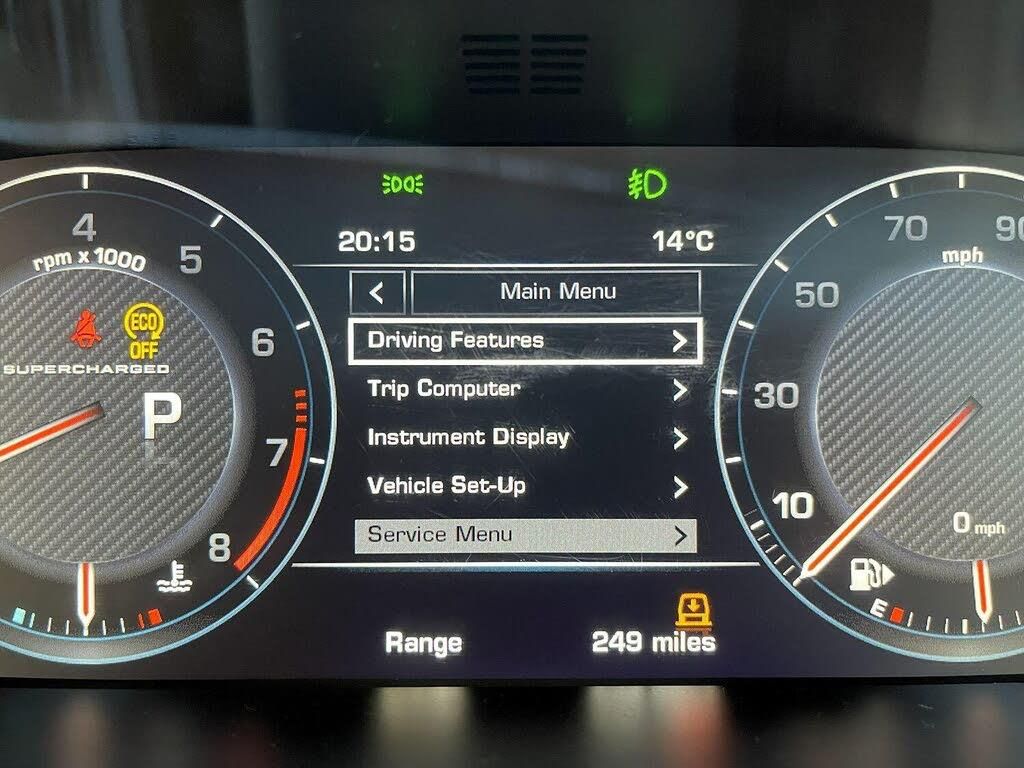 20:15
14°C
< Main Menu
Driving Features >
Trip Computer >
Instrument Display >
Vehicle Set-Up >
Service Menu >
Range
249 miles
4
5
6
7
8
rpm x 1000
ECO
OFF
SUPERCHARGED
P
10
30
50
70
90
mph
0 mph
E